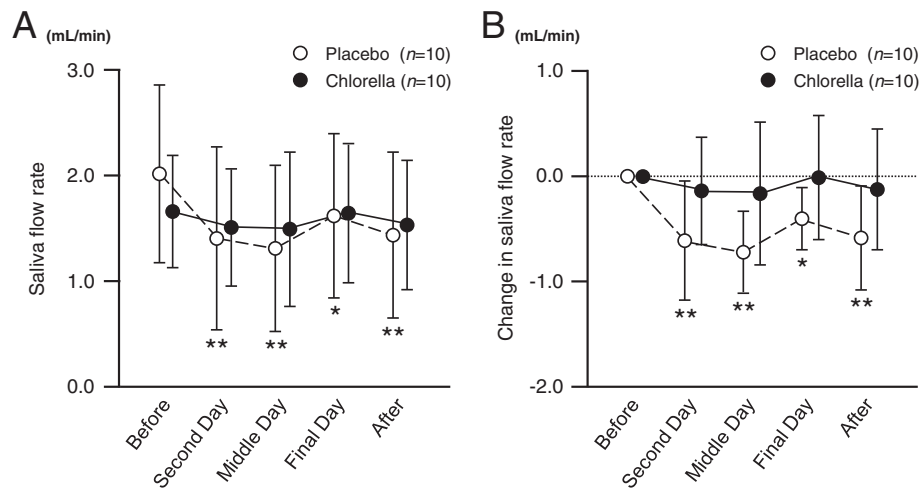 A (mL/min)
Placebo (n=10)
Chlorella (n=10)
Saliva flow rate
3.0
2.0
1.0
0.0
** ** * **
Before Second Day Middle Day Final Day After
B (mL/min)
Placebo (n=10)
Chlorella (n=10)
Change in saliva flow rate
1.0
0.0
-1.0
-2.0
** ** * **
Before Second Day Middle Day Final Day After